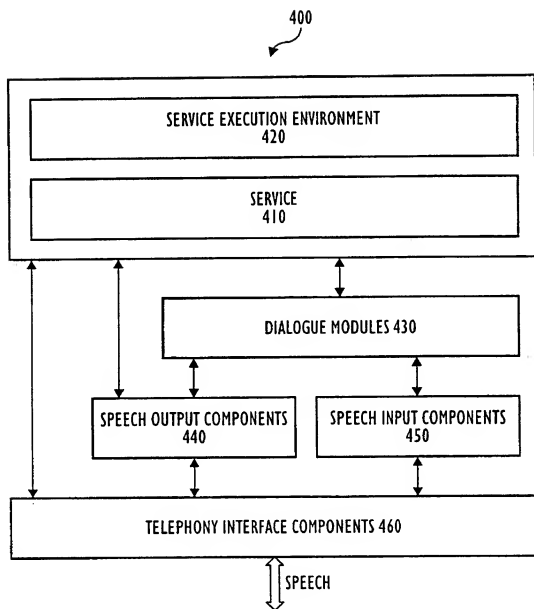 400
SERVICE EXECUTION ENVIRONMENT
420
SERVICE
410
DIALOGUE MODULES 430
SPEECH OUTPUT COMPONENTS
440
SPEECH INPUT COMPONENTS
450
TELEPHONY INTERFACE COMPONENTS 460
SPEECH